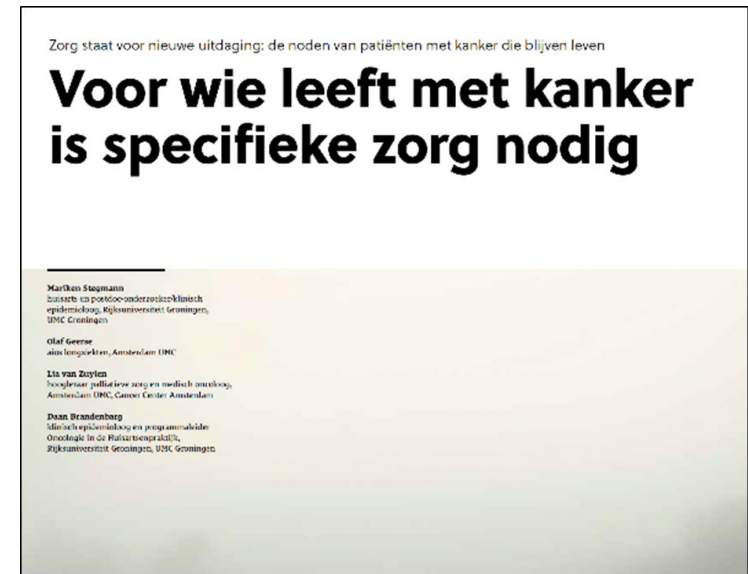 Zorg staat voor nieuwe uitdaging: de noden van patiënten met kanker die blijven leven
Voor wie leeft met kanker
is specifieke zorg nodig
Mariken Stegmann
huisarts en postdoc-onderzoeker/klinisch
epidemioloog, Rijksuniversiteit Groningen,
UMC Groningen
Olaf Geerse
aios longziekten, Amsterdam UMC
Lia van Zuylen
hoogleraar palliatieve zorg en medisch oncoloog,
Amsterdam UMC, Cancer Center Amsterdam
Daan Brandenbarg
klinisch epidemioloog en programmaleider
Oncologie in de Huisartsenpraktijk,
Rijksuniversiteit Groningen, UMC Groningen